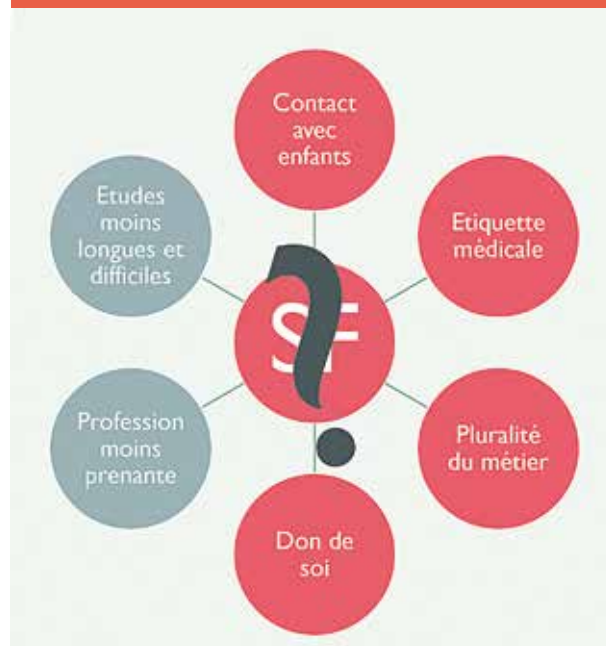 Contact
avec
enfants
Etudes
moins
longues et
difficiles
Etiquette
médicale
SF
?
Profession
moins
prenante
Pluralité
du métier
Don de
soi